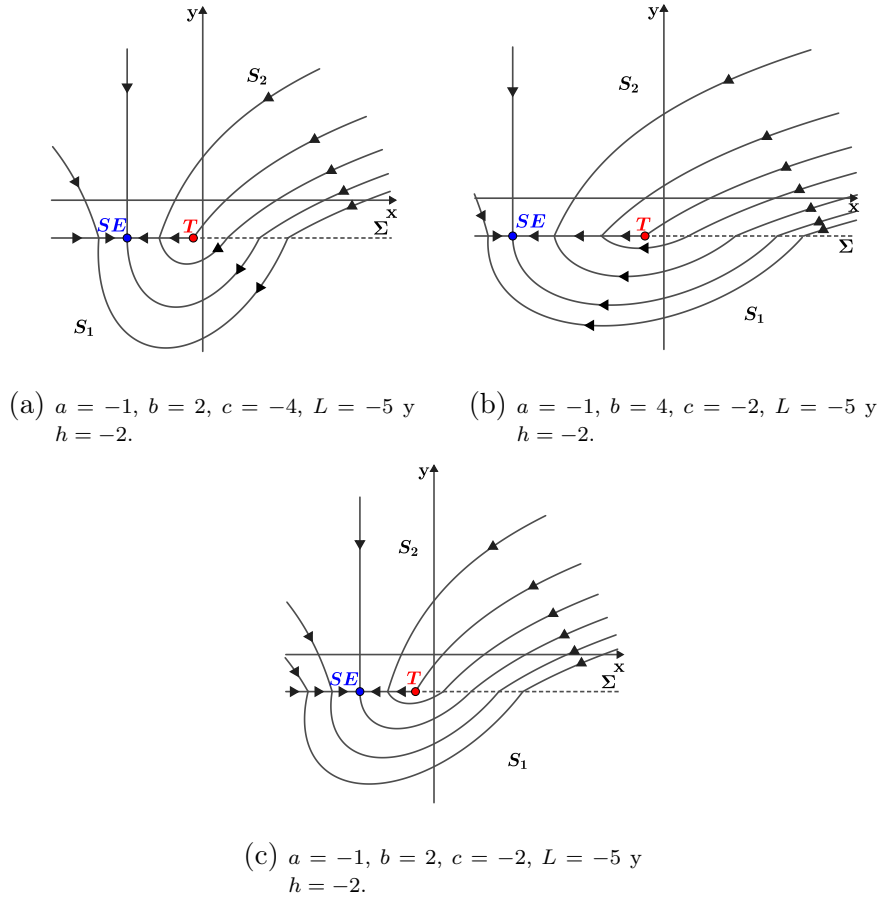 y
S₂
SE
T
x
Σ
S₁
(a) a = −1, b = 2, c = −4, L = −5 y
h = −2.
y
S₂
SE
T
x
Σ
S₁
(b) a = −1, b = 4, c = −2, L = −5 y
h = −2.
y
S₂
SE
T
x
Σ
S₁
(c) a = −1, b = 2, c = −2, L = −5 y
h = −2.